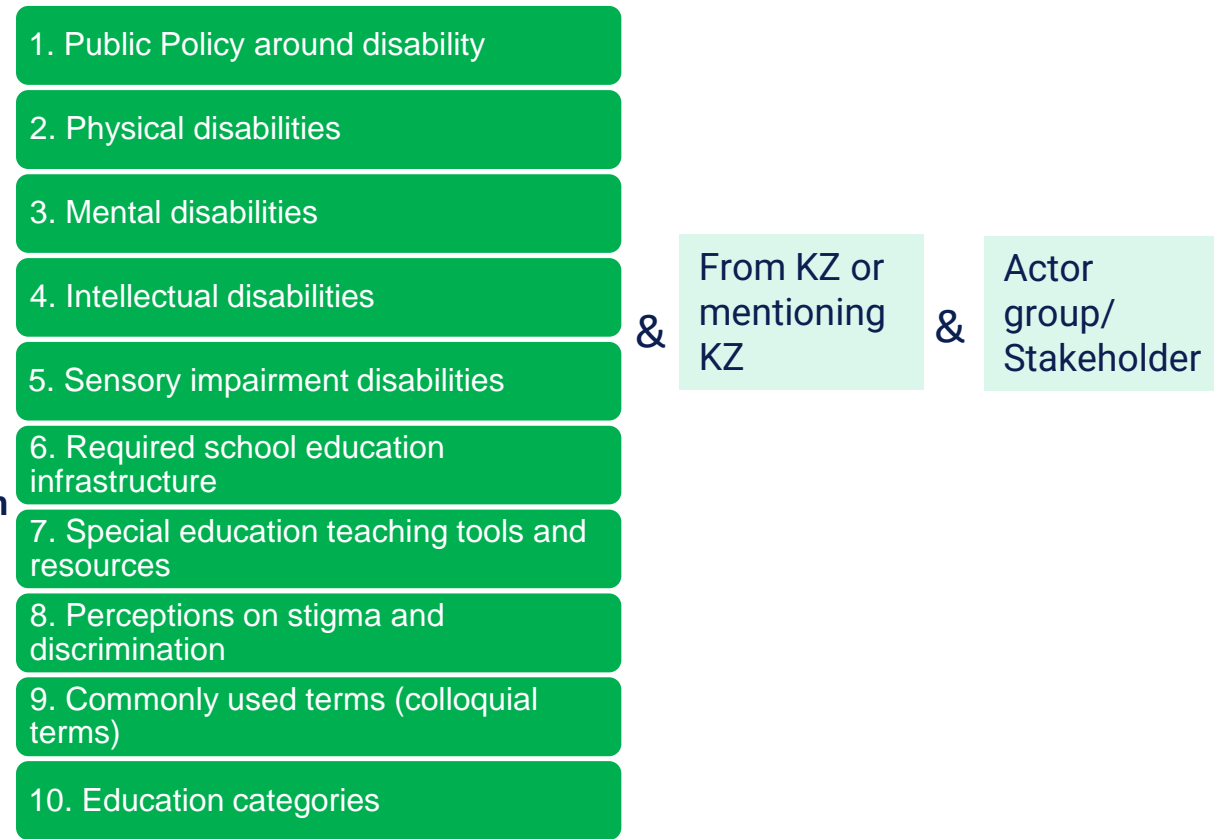 1. Public Policy around disability
2. Physical disabilities
3. Mental disabilities
4. Intellectual disabilities
5. Sensory impairment disabilities
6. Required school education
infrastructure
7. Special education teaching tools and
resources
8. Perceptions on stigma and
discrimination
9. Commonly used terms (colloquial
terms)
10. Education categories
&
From KZ or
mentioning
KZ
&
Actor
group/
Stakeholder